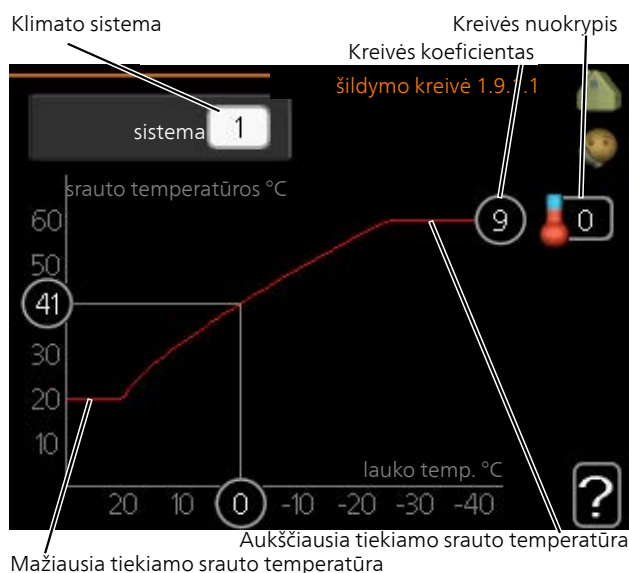 Klimato sistema
Kreivės nuokrypis
Kreivės koeficientas
šildymo kreivė 1.9.1.1
sistema 1
srauto temperatūros °C
60
9
0
50
41
30
20
10
lauko temp. °C
20 10 0 -10 -20 -30 -40
?
Aukščiausia tiekiamo srauto temperatūra
Mažiausia tiekiamo srauto temperatūra